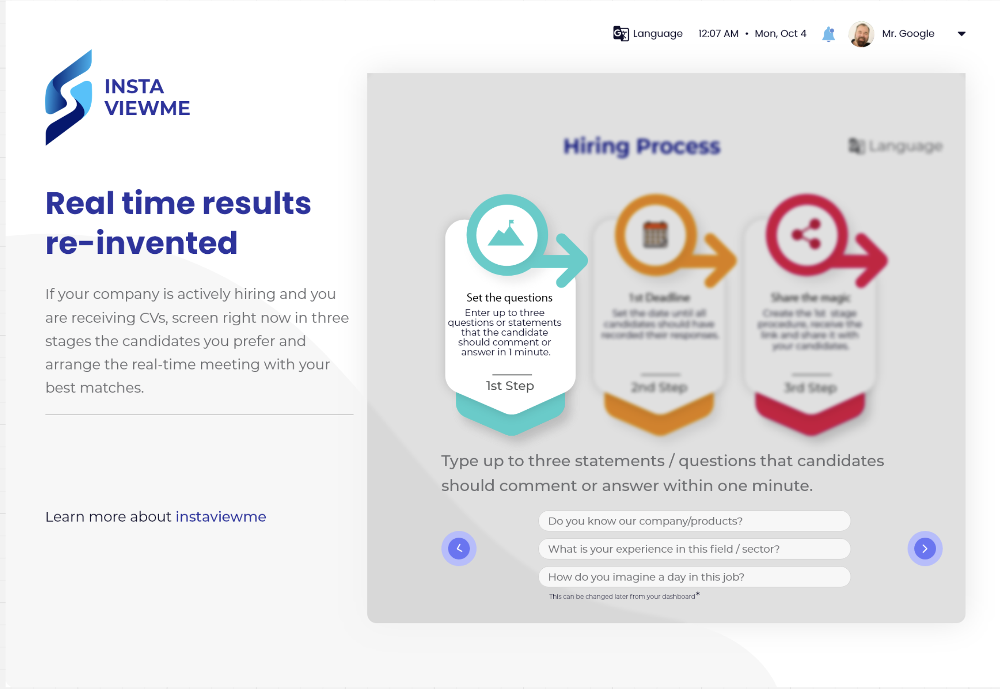 Language 12:07 AM • Mon, Oct 4 Mr. Google
INSTA
VIEWME
Real time results
re-invented
If your company is actively hiring and you
are receiving CVs, screen right now in three
stages the candidates you prefer and
arrange the real-time meeting with your
best matches.
Learn more about instaviewme
Hiring Process
Language
Set the questions
Enter up to three
questions or statements
that the candidate
should comment or
answer in 1 minute.
1st Step
1st Deadline
Set the date until all
candidates should have
recorded their responses.
2nd Step
Share the magic
Create the 1st stage
procedure, receive the
link and share it with
your candidates.
3rd Step
Type up to three statements / questions that candidates
should comment or answer within one minute.
Do you know our company/products?
What is your experience in this field / sector?
How do you imagine a day in this job?
This can be changed later from your dashboard*